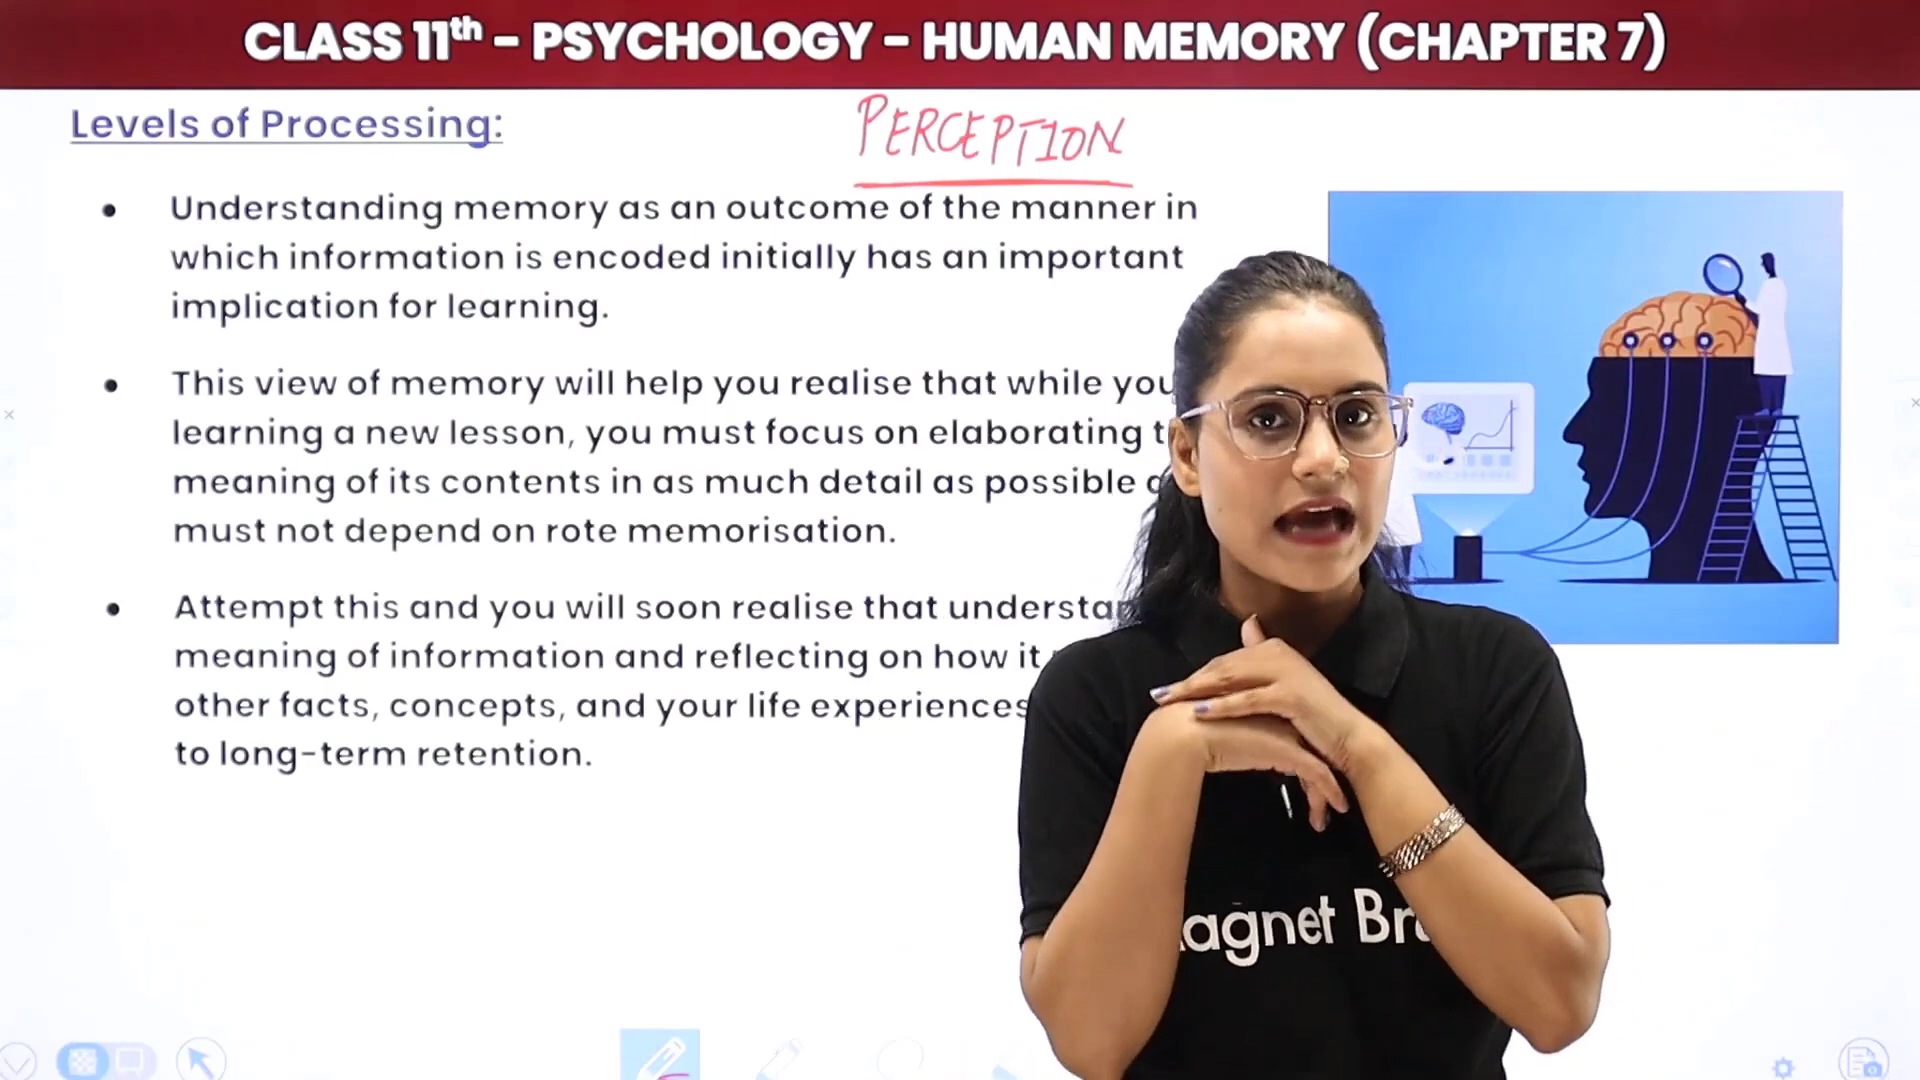 CLASS 11th - PSYCHOLOGY - HUMAN MEMORY (CHAPTER 7)
Levels of Processing:
PERCEPTION
• Understanding memory as an outcome of the manner in
which information is encoded initially has an important
implication for learning.
• This view of memory will help you realise that while you
learning a new lesson, you must focus on elaborating
meaning of its contents in as much detail as possible
must not depend on rote memorisation.
• Attempt this and you will soon realise that
meaning of information and reflecting on how it
other facts, concepts, and your life experiences
to long-term retention.
agnet Br